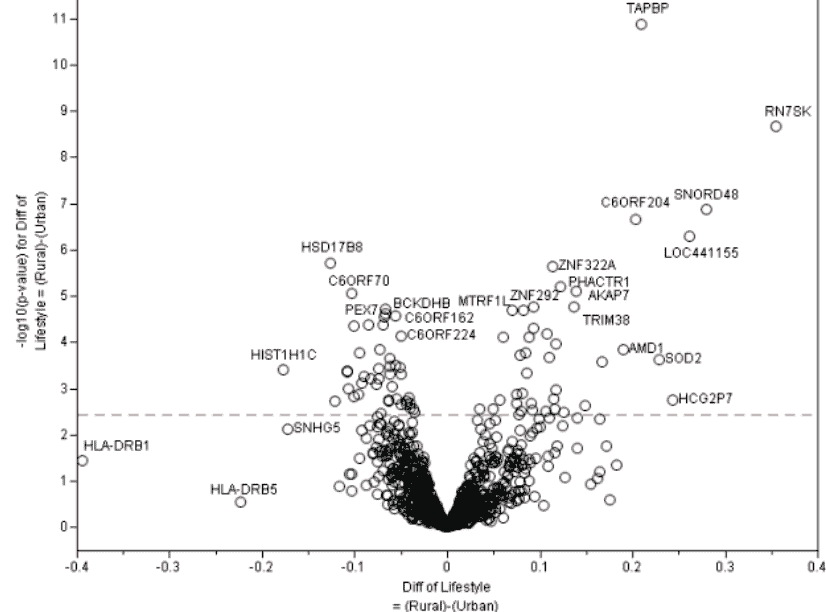 TAPBP
11
10
RN7SK
9
8
SNORD48
C6ORF204
7
LOC441155
6
HSD17B8
ZNF322A
C6ORF70
PHACTR1
5
PEX7
BCKDHB
MTRF1L
ZNF292
AKAP7
C6ORF162
TRIM38
C6ORF224
4
HIST1H1C
AMD1
SOD2
3
HCG2P7
2
SNHG5
HLA-DRB1
1
HLA-DRB5
0
-log10(p-value) for Diff of
Lifestyle = (Rural)-(Urban)
-0.4 -0.3 -0.2 -0.1 0 0.1 0.2 0.3 0.4
Diff of Lifestyle
= (Rural)-(Urban)